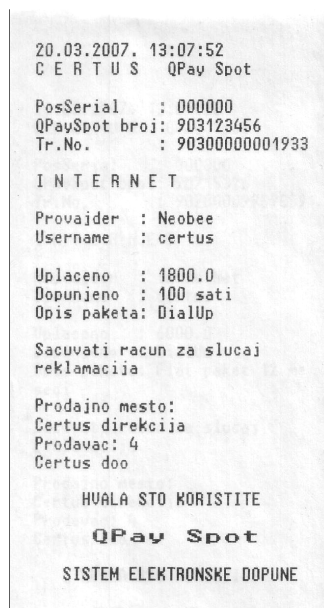 20.03.2007. 13:07:52
C E R T U S   QPay Spot
PosSerial : 000000
QPaySpot broj: 903123456
Tr.No. : 90300000001933
I N T E R N E T
Provajder : Neobee
Username : certus
Uplaceno : 1800.0
Dopunjeno : 100 sati
Opis paketa: DialUp
Sacuvati racun za slucaj
reklamacija
Prodajno mesto:
Certus direkcija
Prodavac: 4
Certus doo
HVALA STO KORISTITE
QPay Spot
SISTEM ELEKTRONSKE DOPUNE